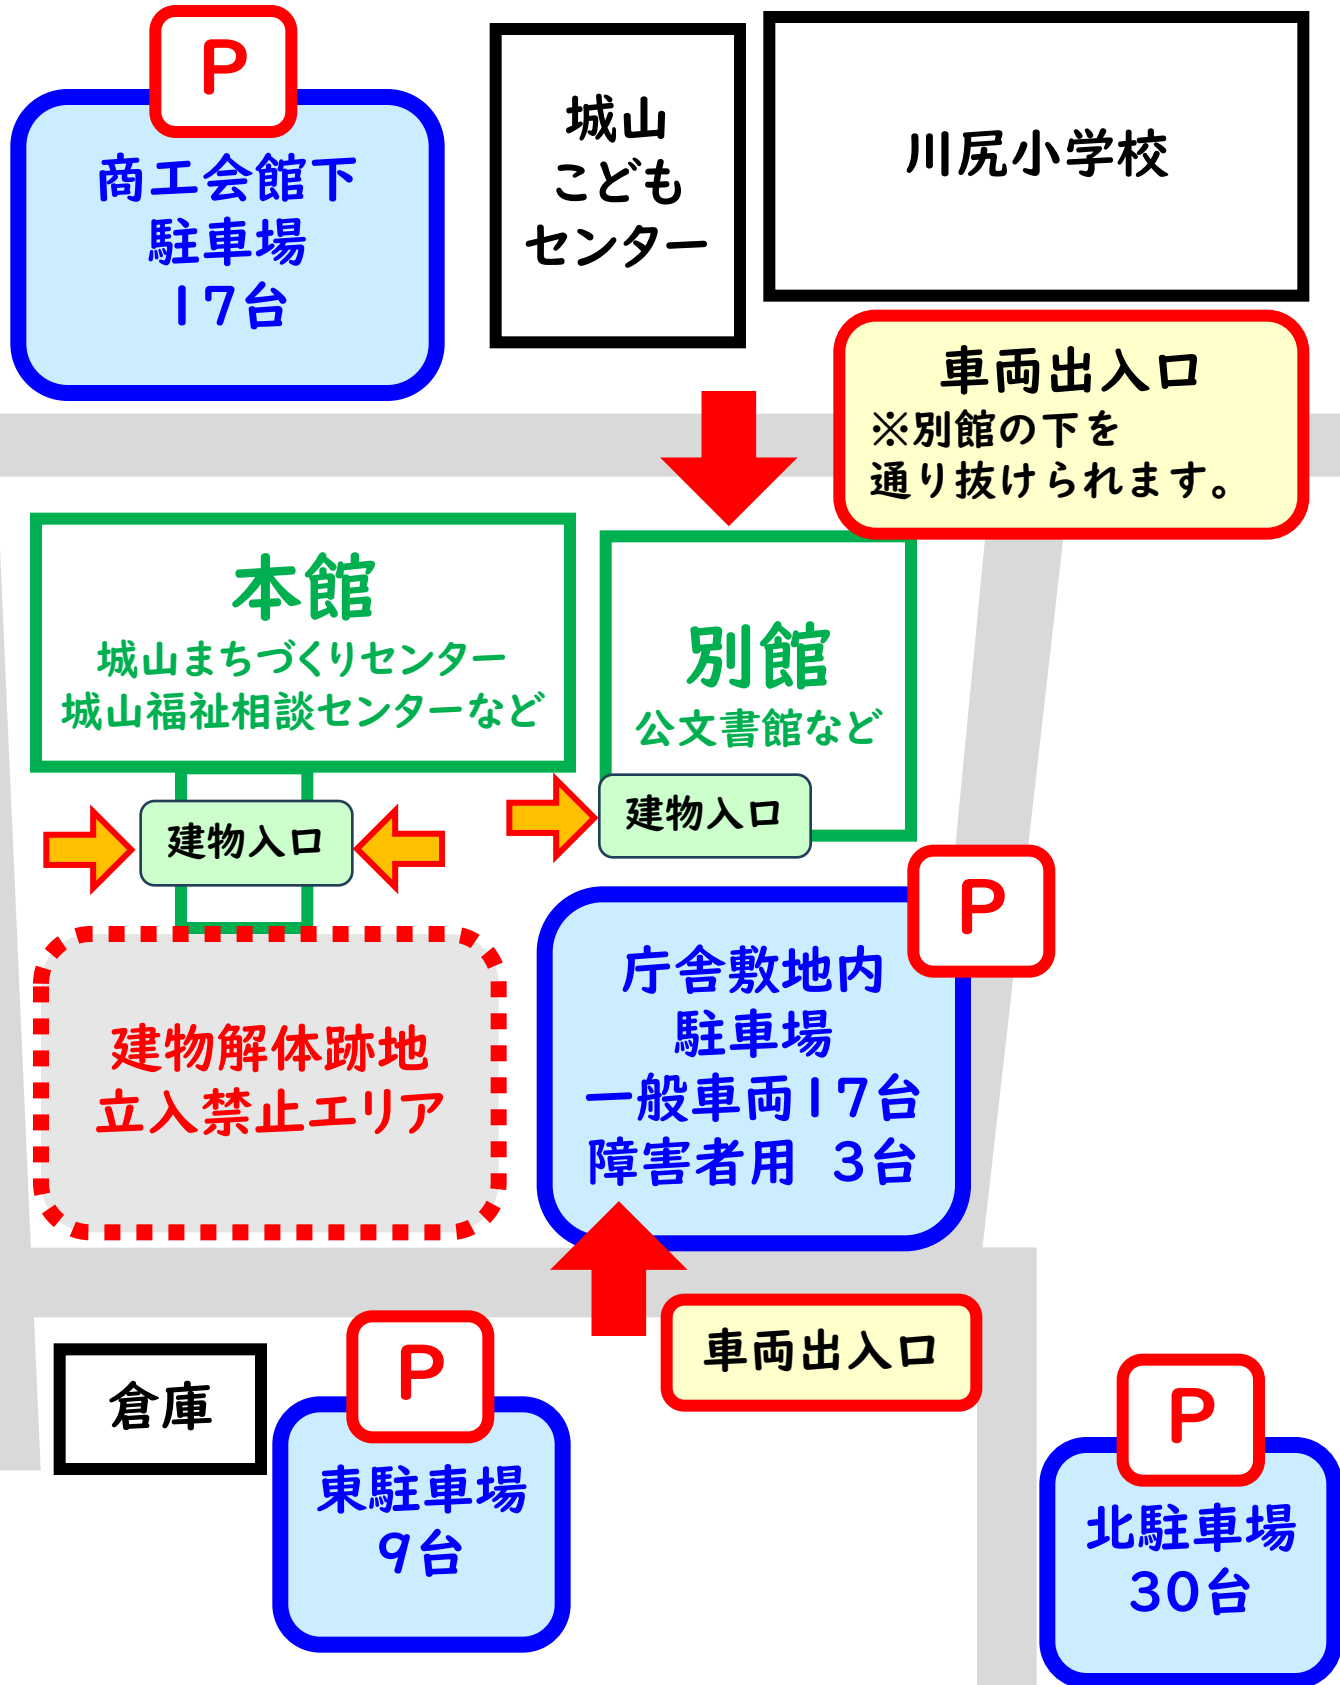 P
商工会館下
駐車場
17台
城山
こども
センター
川尻小学校
車両出入口
※別館の下を
通り抜けられます。
本館
城山まちづくりセンター
城山福祉相談センターなど
別館
公文書館など
建物入口
建物入口
P
庁舎敷地内
駐車場
一般車両17台
障害者用 3台
建物解体跡地
立入禁止エリア
車両出入口
倉庫
P
東駐車場
9台
P
北駐車場
30台